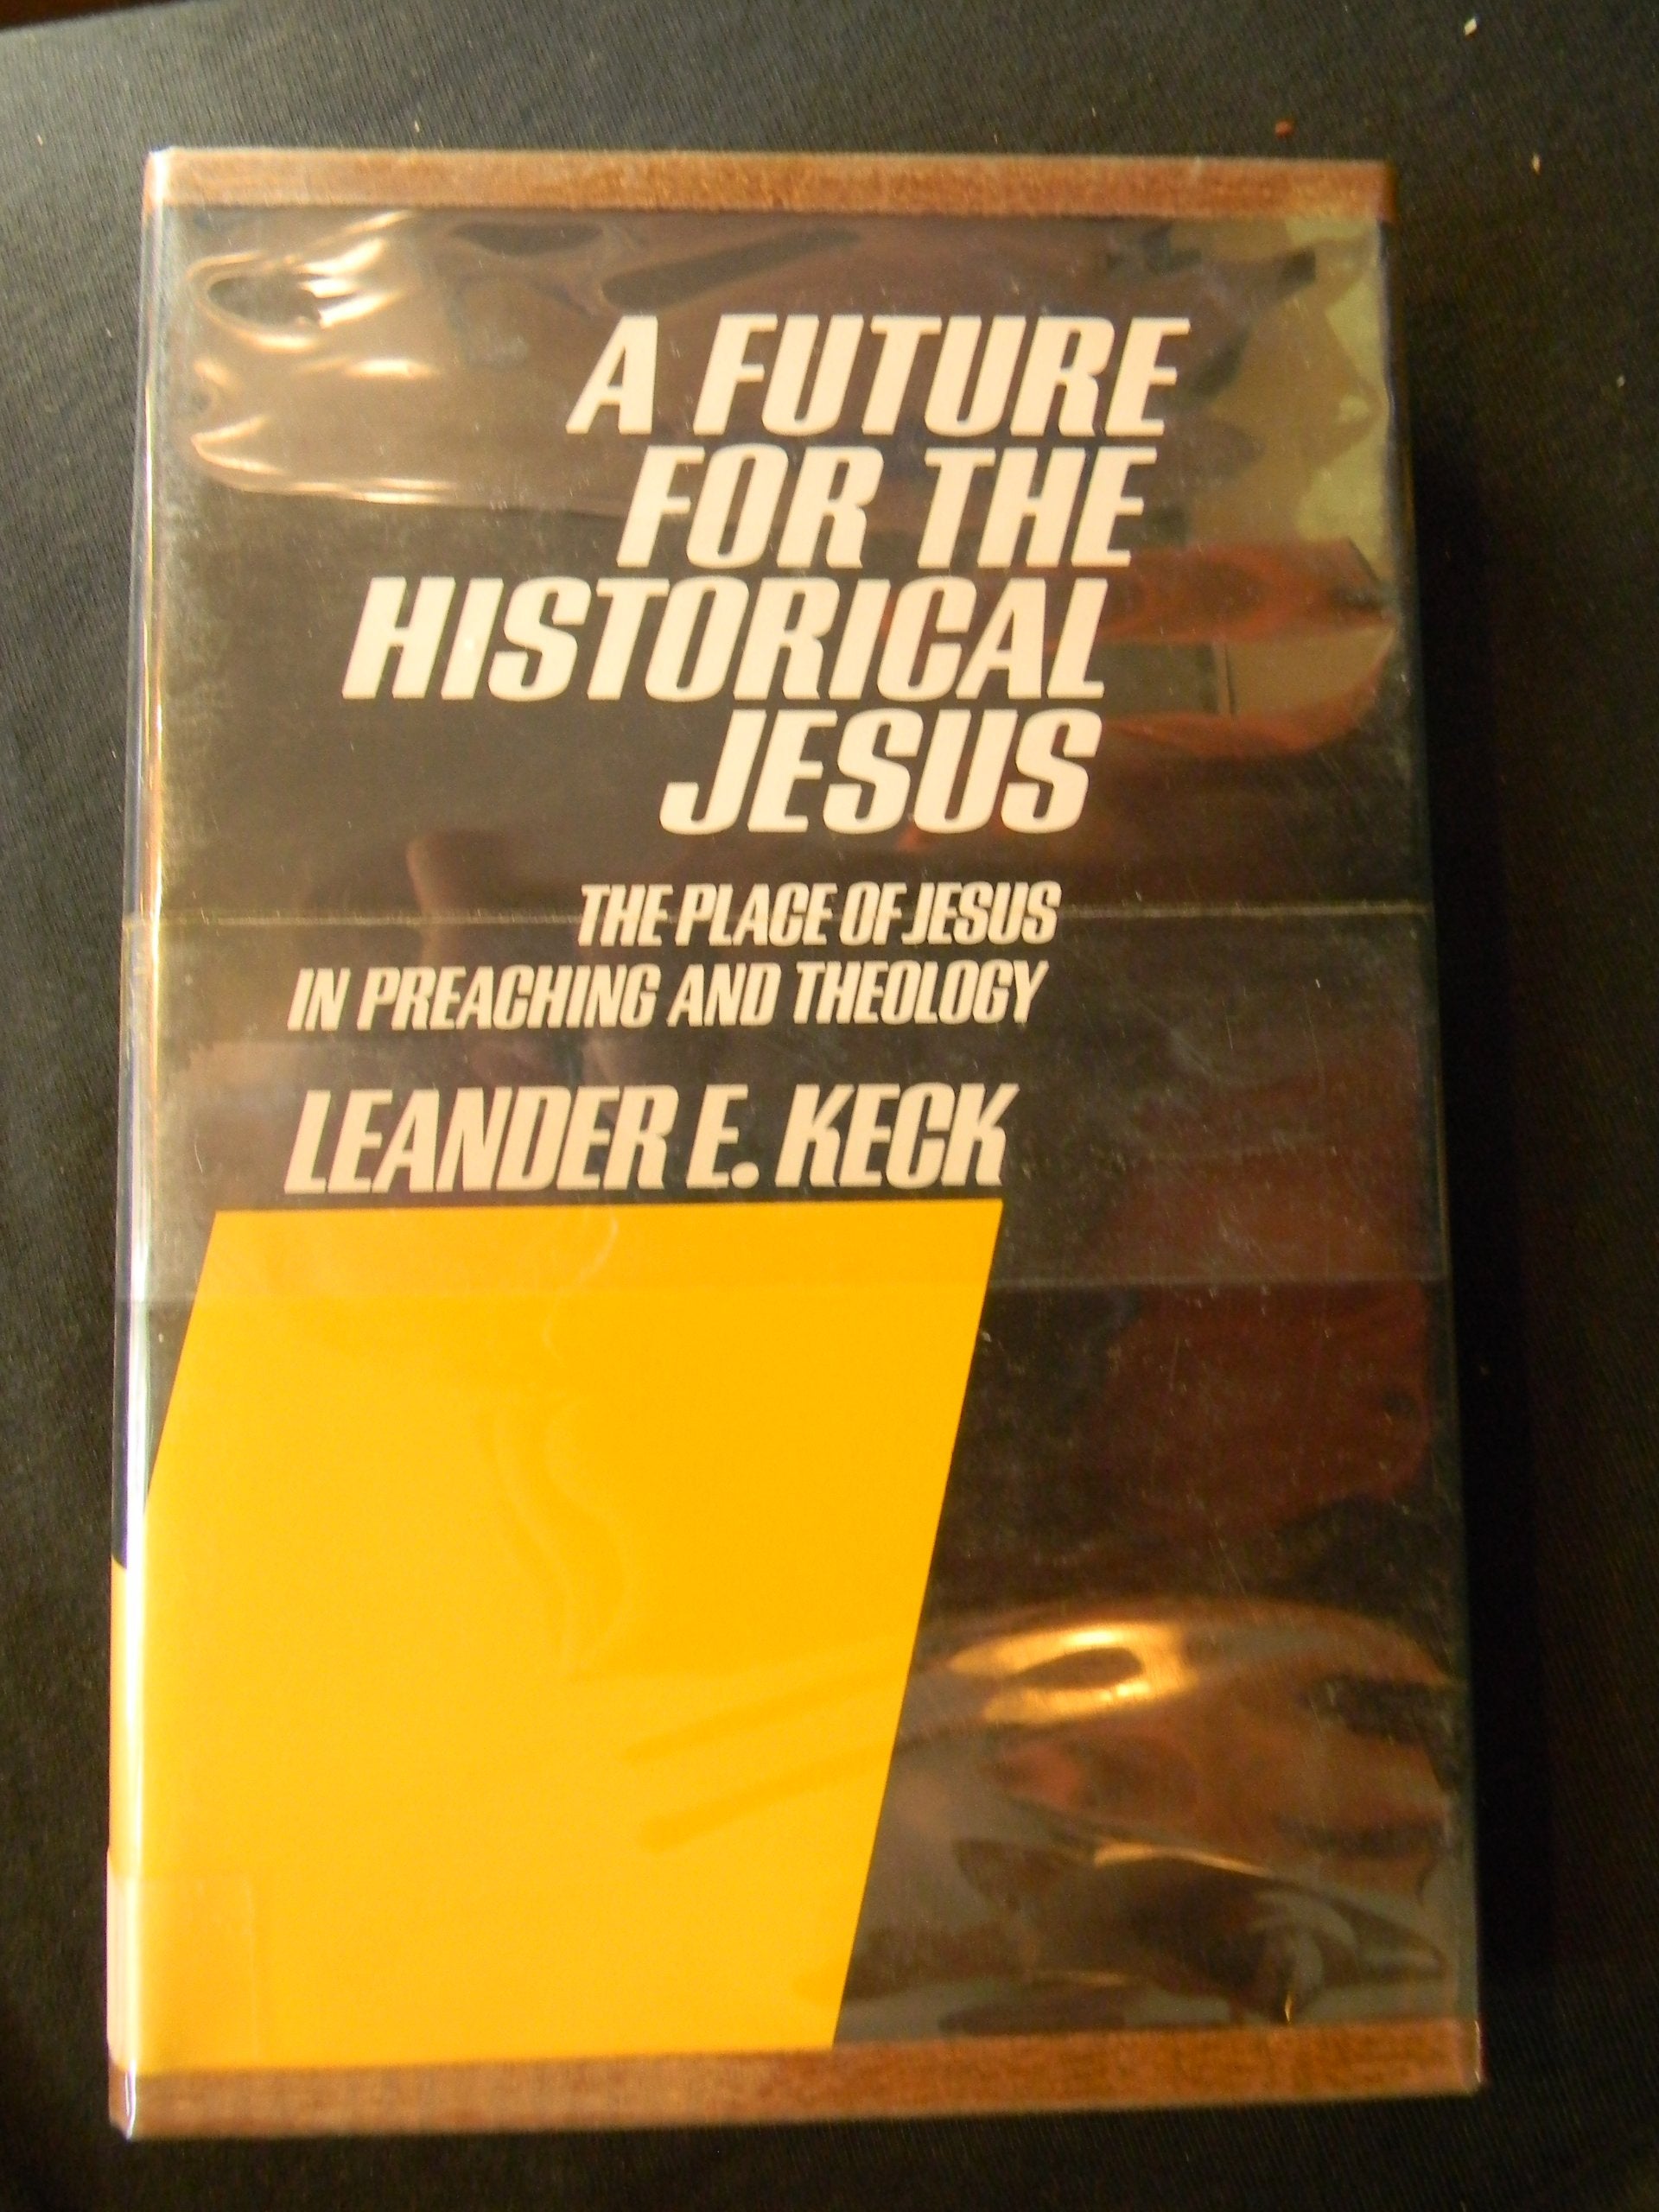 A FUTURE
FOR THE
HISTORICAL
JESUS
THE PLACE OF JESUS
IN PREACHING AND THEOLOGY
LEANDER E. KECK